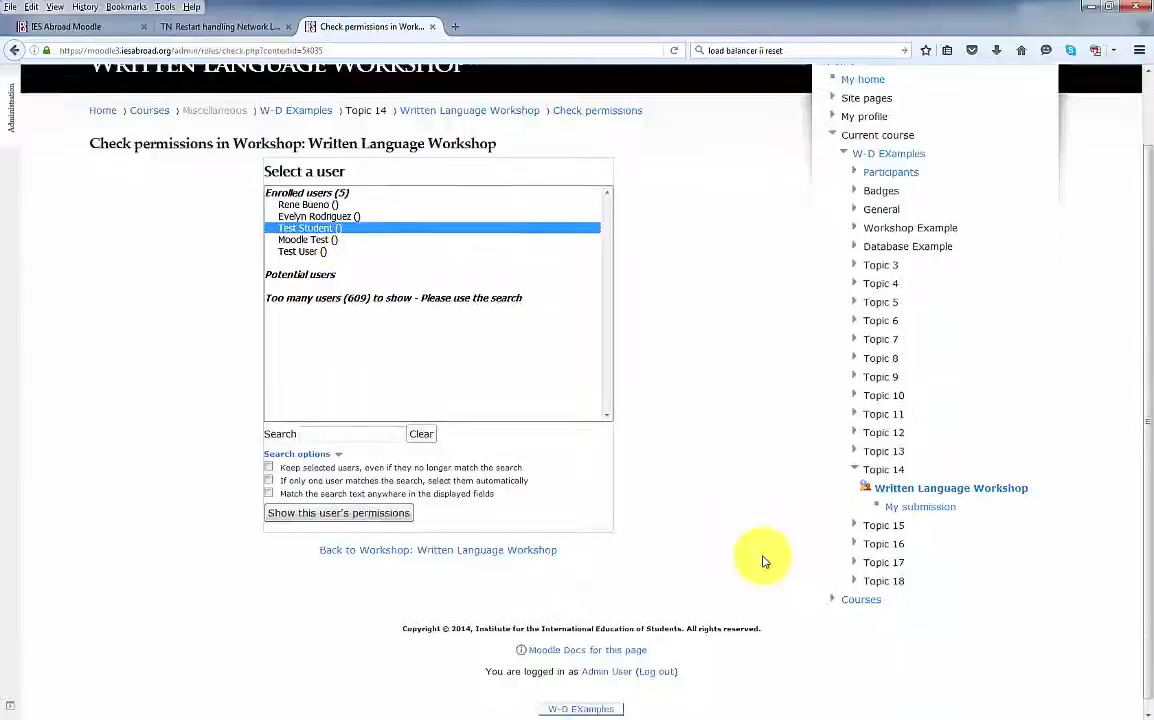 File Edit View History Bookmarks Tools Help
IES Abroad Moodle
TN Restart handling Network L...
Check permissions in Work...
https://moodle3.iesabroad.org/admin/roles/check.php?contextid=54035
load balancer ii reset
Administration
WRITTEN LANGUAGE WORKSHOP
Home 〉 Courses 〉 Miscellaneous 〉 W-D EXamples 〉 Topic 14 〉 Written Language Workshop 〉 Check permissions
Check permissions in Workshop: Written Language Workshop
Select a user
Enrolled users (5)
Rene Bueno ()
Evelyn Rodriguez ()
Test Student ()
Moodle Test ()
Test User ()
Potential users
Too many users (609) to show - Please use the search
Search
Clear
Search options
Keep selected users, even if they no longer match the search
If only one user matches the search, select them automatically
Match the search text anywhere in the displayed fields
Show this user's permissions
Back to Workshop: Written Language Workshop
My home
Site pages
My profile
Current course
W-D EXamples
Participants
Badges
General
Workshop Example
Database Example
Topic 3
Topic 4
Topic 5
Topic 6
Topic 7
Topic 8
Topic 9
Topic 10
Topic 11
Topic 12
Topic 13
Topic 14
Written Language Workshop
My submission
Topic 15
Topic 16
Topic 17
Topic 18
Courses
Copyright © 2014, Institute for the International Education of Students. All rights reserved.
Moodle Docs for this page
You are logged in as Admin User (Log out)
W-D EXamples